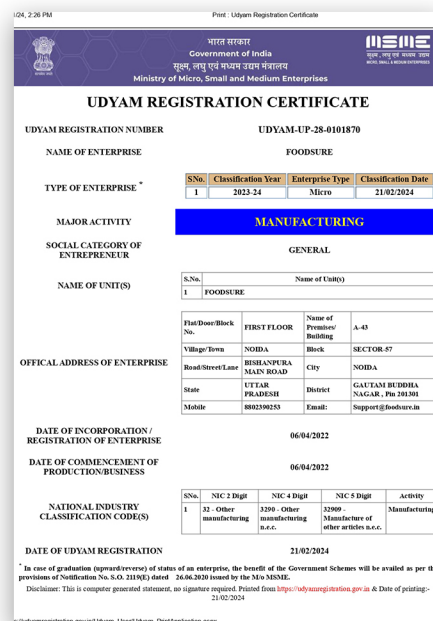 /24, 2:26 PM Print : Udyam Registration Certificate
भारत सरकार
Government of India
सूक्ष्म, लघु एवं मध्यम उद्यम मंत्रालय
Ministry of Micro, Small and Medium Enterprises
MSME
सूक्ष्म, लघु एवं मध्यम उद्यम
MICRO, SMALL & MEDIUM ENTERPRISES
UDYAM REGISTRATION CERTIFICATE
UDYAM REGISTRATION NUMBER UDYAM-UP-28-0101870
NAME OF ENTERPRISE FOODSURE
TYPE OF ENTERPRISE *
SNo. Classification Year Enterprise Type Classification Date
1 2023-24 Micro 21/02/2024
MAJOR ACTIVITY MANUFACTURING
SOCIAL CATEGORY OF
ENTREPRENEUR
GENERAL
NAME OF UNIT(S)
S.No. Name of Unit(s)
1 FOODSURE
OFFICAL ADDRESS OF ENTERPRISE
Flat/Door/Block No. FIRST FLOOR Name of Premises/ Building A-43
Village/Town NOIDA Block SECTOR-57
Road/Street/Lane BISHANPURA MAIN ROAD City NOIDA
State UTTAR PRADESH District GAUTAM BUDDHA NAGAR , Pin 201301
Mobile 8802390253 Email: Support@foodsure.in
DATE OF INCORPORATION /
REGISTRATION OF ENTERPRISE
06/04/2022
DATE OF COMMENCEMENT OF
PRODUCTION/BUSINESS
06/04/2022
NATIONAL INDUSTRY
CLASSIFICATION CODE(S)
SNo. NIC 2 Digit NIC 4 Digit NIC 5 Digit Activity
1 32 - Other manufacturing 3290 - Other manufacturing n.e.c. 32909 - Manufacture of other articles n.e.c. Manufacturing
DATE OF UDYAM REGISTRATION 21/02/2024
* In case of graduation (upward/reverse) of status of an enterprise, the benefit of the Government Schemes will be availed as per th
provisions of Notification No. S.O. 2119(E) dated 26.06.2020 issued by the M/o MSME.
Disclaimer: This is computer generated statement, no signature required. Printed from https://udyamregistration.gov.in & Date of printing:-
21/02/2024